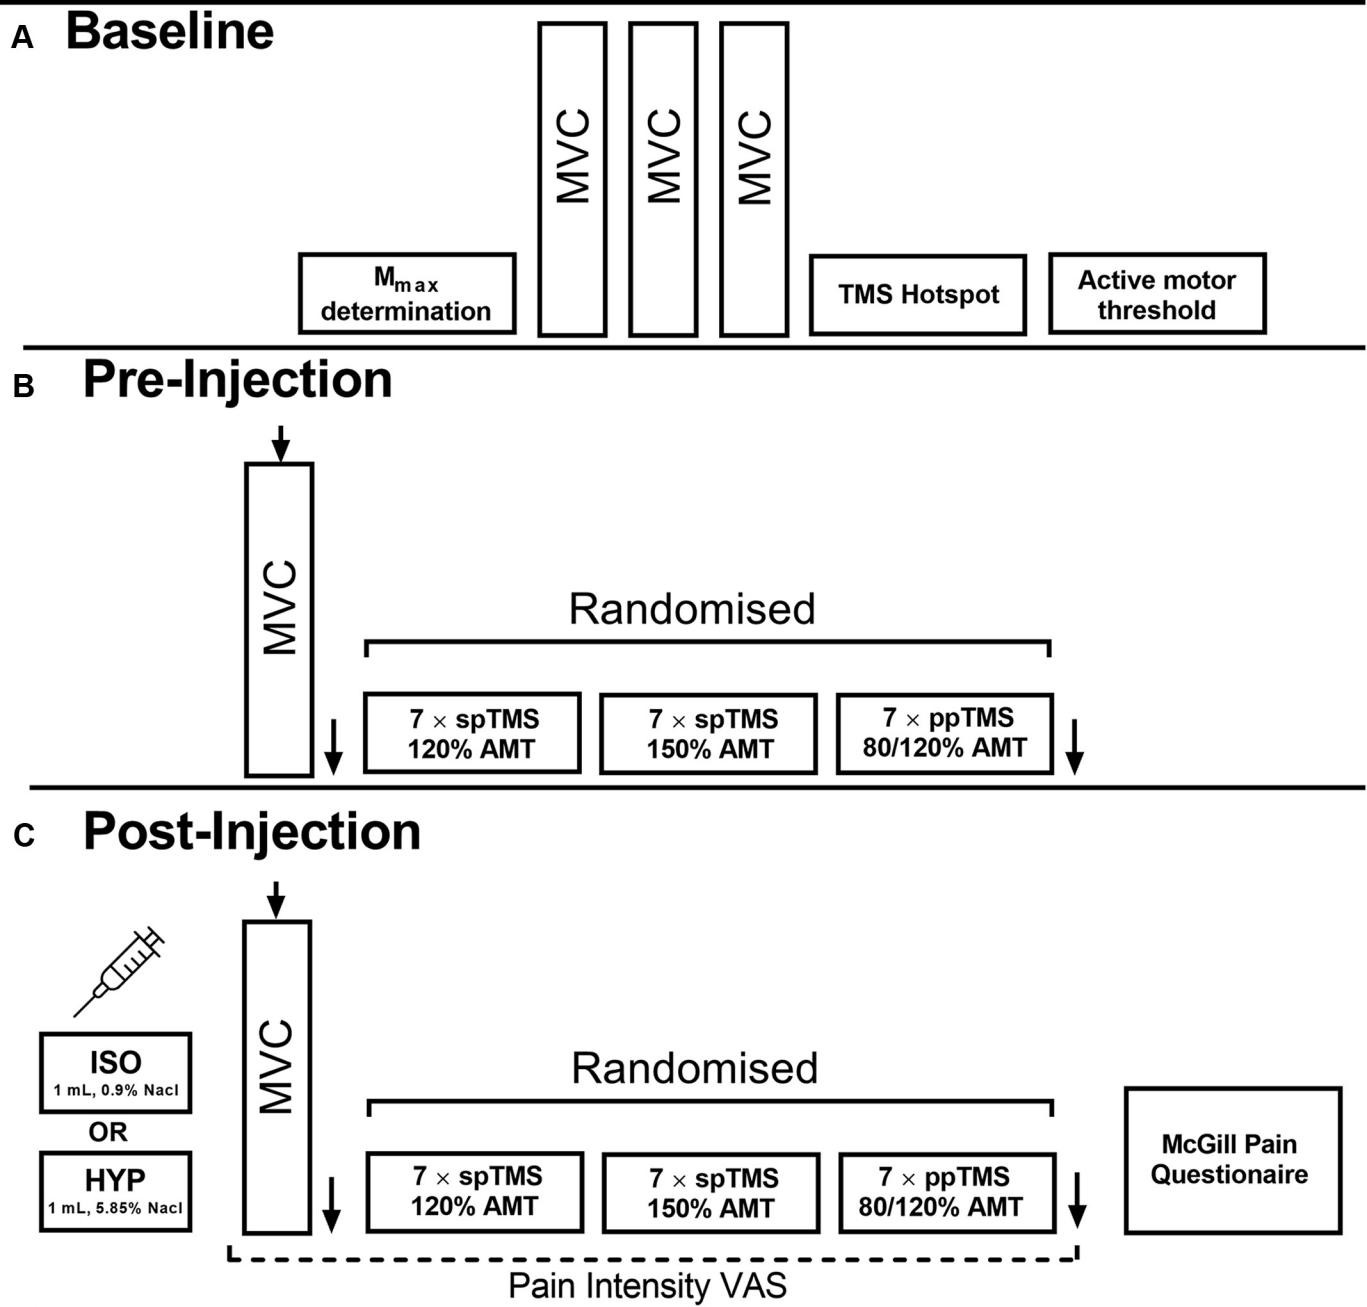 A Baseline
MVC
MVC
MVC
Mmax
determination
TMS Hotspot
Active motor
threshold
B Pre-Injection
MVC
Randomised
7 × spTMS
120% AMT
7 × spTMS
150% AMT
7 × ppTMS
80/120% AMT
C Post-Injection
ISO
1 mL, 0.9% Nacl
OR
HYP
1 mL, 5.85% Nacl
MVC
Randomised
7 × spTMS
120% AMT
7 × spTMS
150% AMT
7 × ppTMS
80/120% AMT
McGill Pain
Questionaire
Pain Intensity VAS